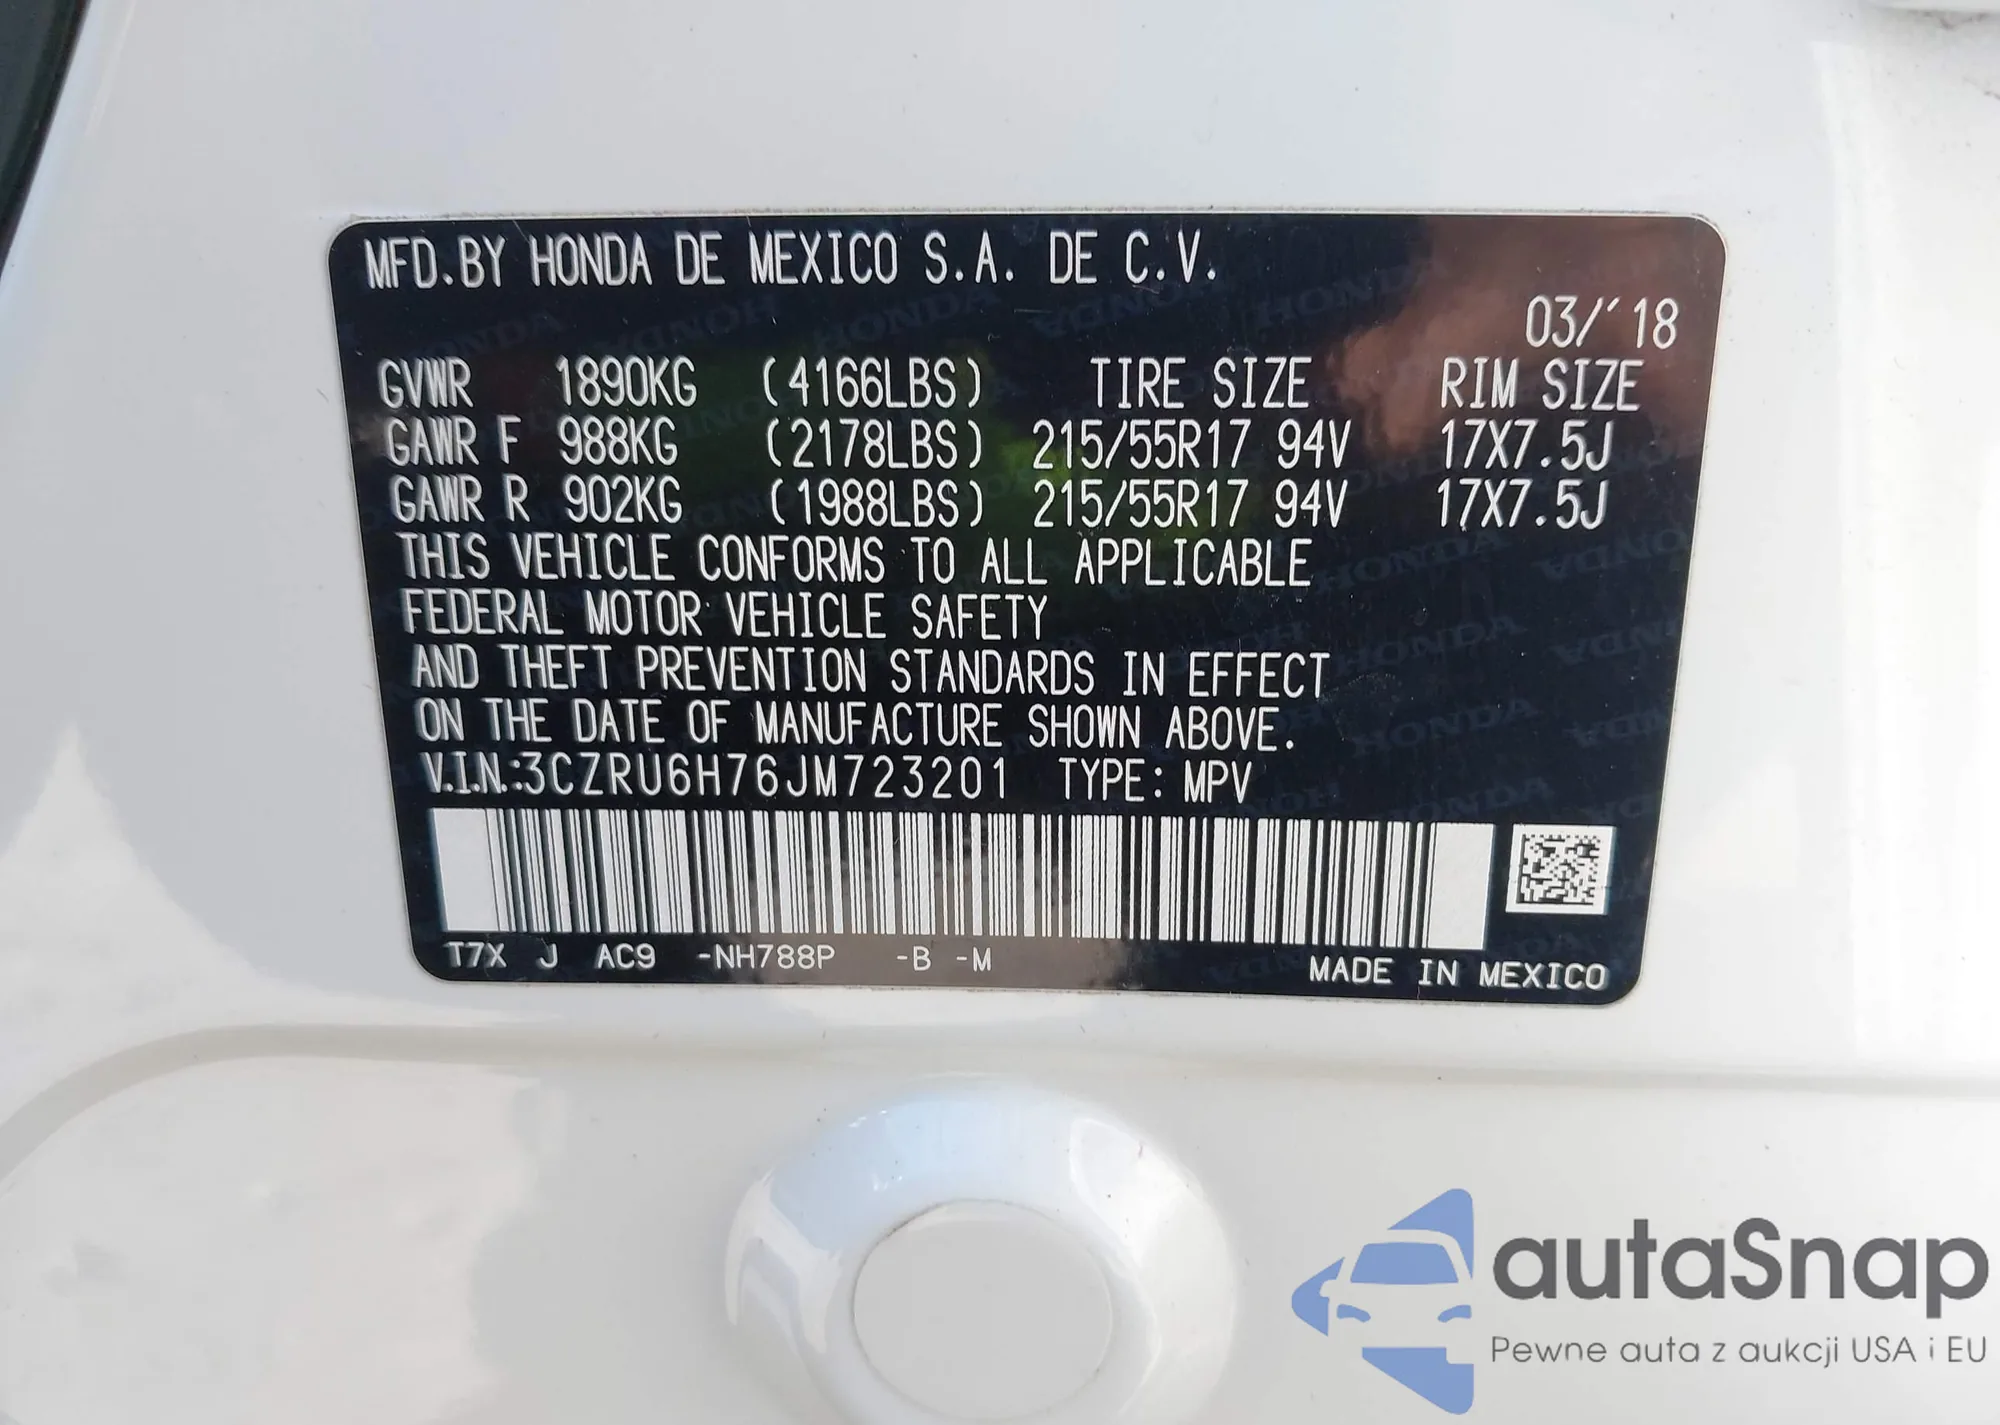 MFD.BY HONDA DE MEXICO S.A. DE C.V.
03/'18
GVWR 1890KG (4166LBS) TIRE SIZE RIM SIZE
GAWR F 988KG (2178LBS) 215/55R17 94V 17X7.5J
GAWR R 902KG (1988LBS) 215/55R17 94V 17X7.5J
THIS VEHICLE CONFORMS TO ALL APPLICABLE
FEDERAL MOTOR VEHICLE SAFETY
AND THEFT PREVENTION STANDARDS IN EFFECT
ON THE DATE OF MANUFACTURE SHOWN ABOVE.
V.I.N.:3CZRU6H76JM723201 TYPE: MPV
T7X J AC9 -NH788P -B -M MADE IN MEXICO
autaSnap
Pewne auta z aukcji USA i EU